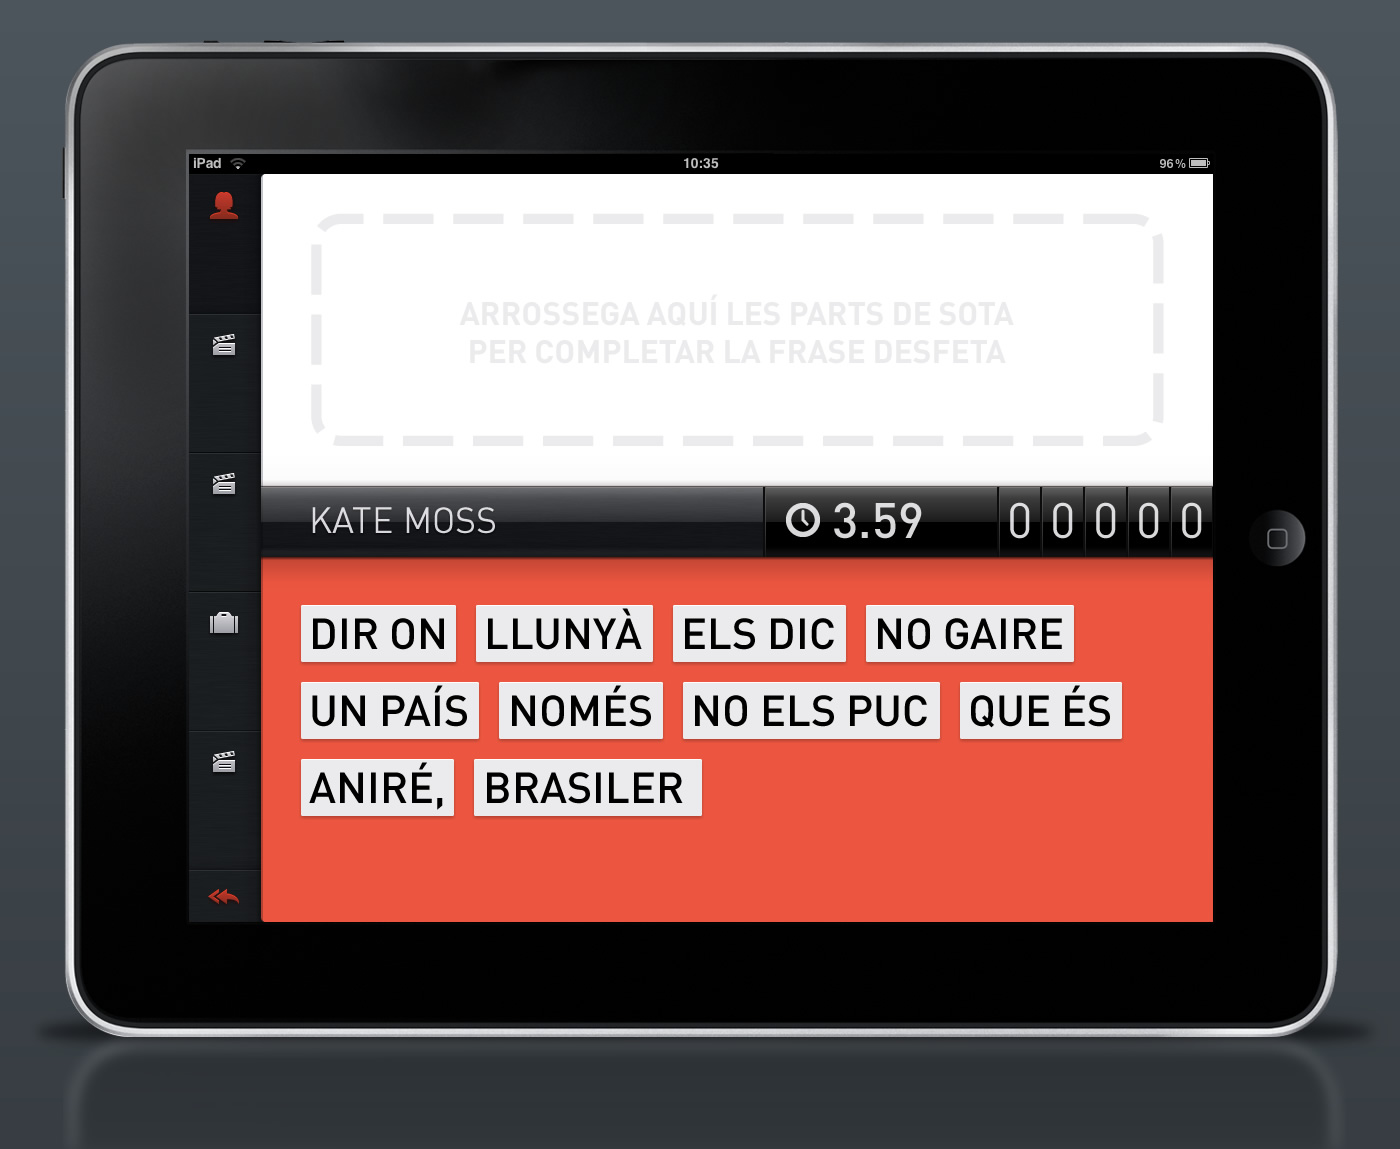 iPad 10:35 96%
ARROSSEGA AQUÍ LES PARTS DE SOTA
PER COMPLETAR LA FRASE DESFETA
KATE MOSS 3.59 0 0 0 0 0
DIR ON LLUNYÀ ELS DIC NO GAIRE
UN PAÍS NOMÉS NO ELS PUC QUE ÉS
ANIRÉ, BRASILER